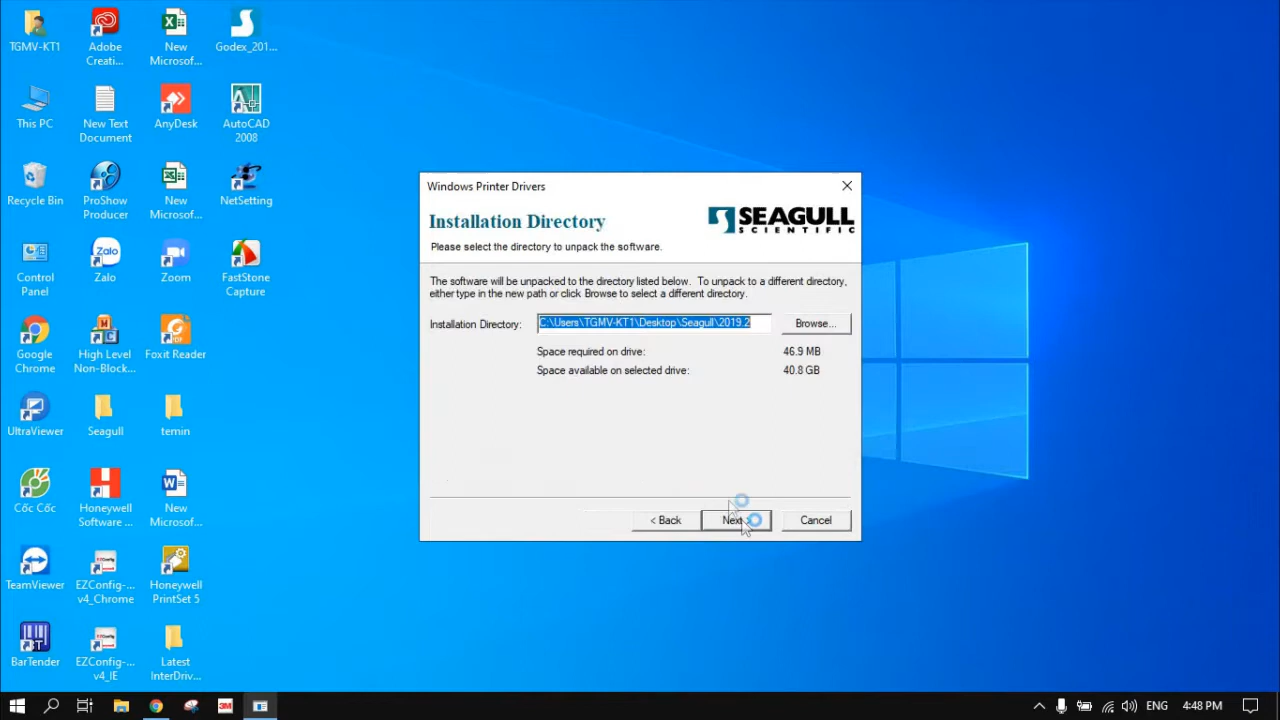 TGMV-KT1
Adobe
Creati...
New
Microsof...
Godex_201...
This PC
New Text
Document
AnyDesk
AutoCAD
2008
Recycle Bin
ProShow
Producer
New
Microsof...
NetSetting
Control
Panel
Zalo
Zalo
Zoom
FastStone
Capture
Google
Chrome
High Level
Non-Block...
Foxit Reader
UltraViewer
Seagull
temin
Cốc Cốc
Honeywell
Software ...
New
Microsof...
TeamViewer
EZConfig-...
v4_Chrome
Honeywell
PrintSet 5
BarTender
EZConfig-...
v4_IE
Latest
InterDriv...
Windows Printer Drivers
Installation Directory
SEAGULL
SCIENTIFIC
Please select the directory to unpack the software.
The software will be unpacked to the directory listed below. To unpack to a different directory,
either type in the new path or click Browse to select a different directory.
Installation Directory:
C:\Users\TGMV-KT1\Desktop\Seagull\2019.2
Browse...
Space required on drive:
46.9 MB
Space available on selected drive:
40.8 GB
< Back
Next >
Cancel
3M
ENG
4:48 PM